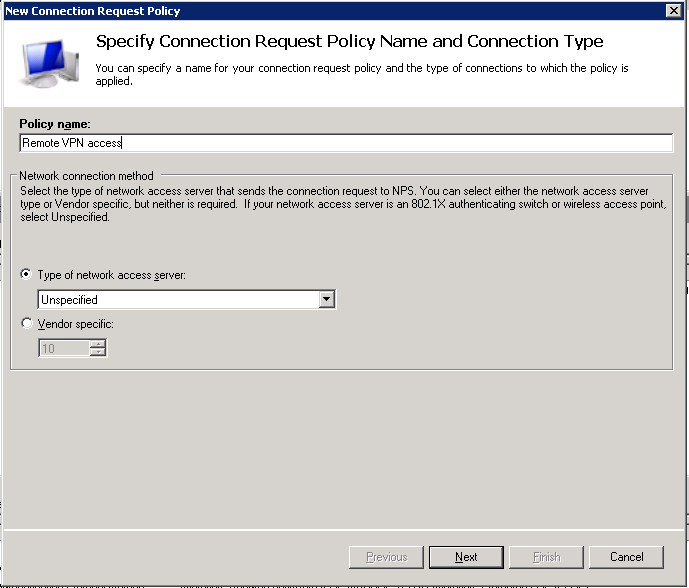 New Connection Request Policy
Specify Connection Request Policy Name and Connection Type
You can specify a name for your connection request policy and the type of connections to which the policy is
applied.
Policy name:
Remote VPN access
Network connection method
Select the type of network access server that sends the connection request to NPS. You can select either the network access server
type or Vendor specific, but neither is required.  If your network access server is an 802.1X authenticating switch or wireless access point,
select Unspecified.
Type of network access server:
Unspecified
Vendor specific:
10
Previous
Next
Finish
Cancel